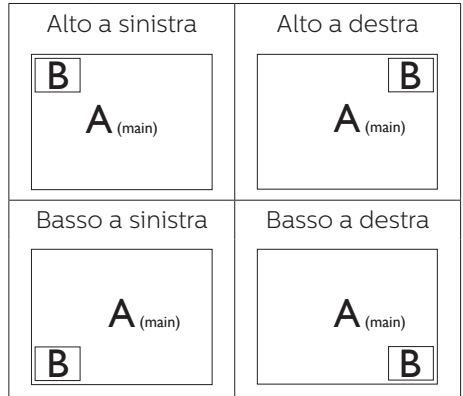 Alto a sinistra
B
A (main)
Alto a destra
B
A (main)
Basso a sinistra
A (main)
B
Basso a destra
A (main)
B